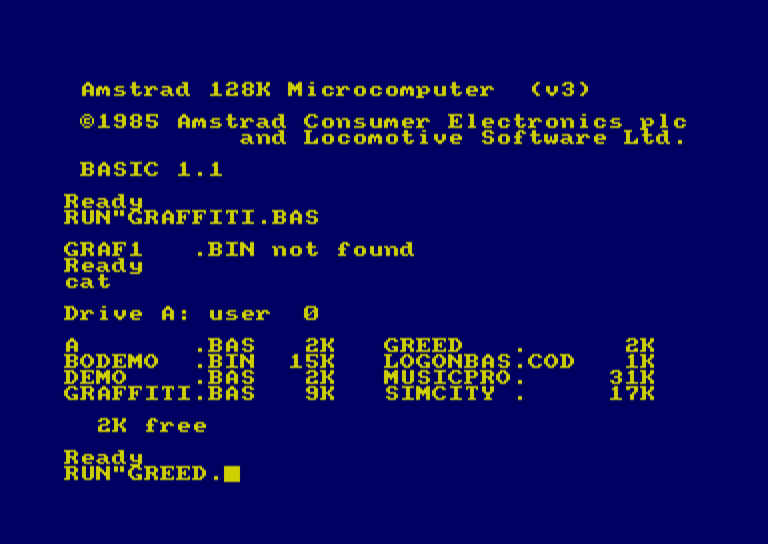 Amstrad 128K Microcomputer (v3)
©1985 Amstrad Consumer Electronics plc
and Locomotive Software Ltd.
BASIC 1.1
Ready
RUN"GRAFFITI.BAS
GRAF1   .BIN not found
Ready
cat
Drive A: user  0
A       .BAS   2K   GREED   .      2K
BODEMO  .BIN  15K   LOGONBAS.COD   1K
DEMO    .BAS   2K   MUSICPRO.     31K
GRAFFITI.BAS   9K   SIMCITY .     17K
2K free
Ready
RUN"GREED.